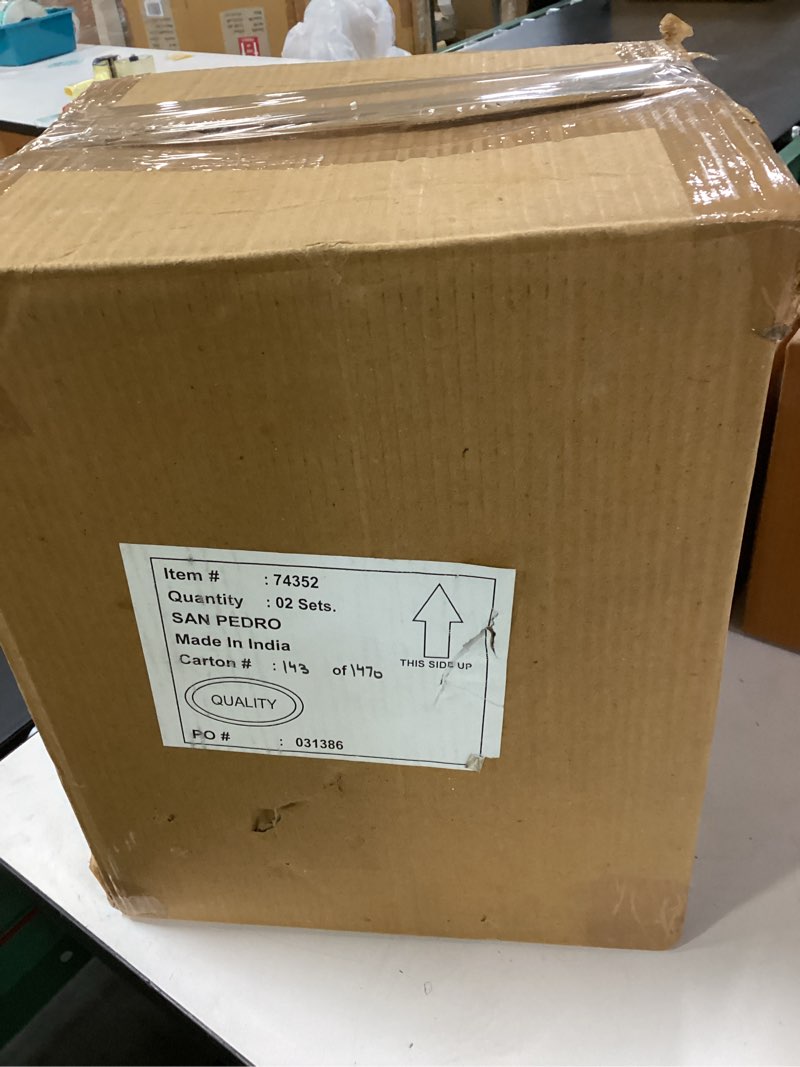 Item # : 74352
Quantity : 02 Sets.
SAN PEDRO
Made In India
Carton # : 143 of 1470
THIS SIDE UP
QUALITY
PO # : 031386